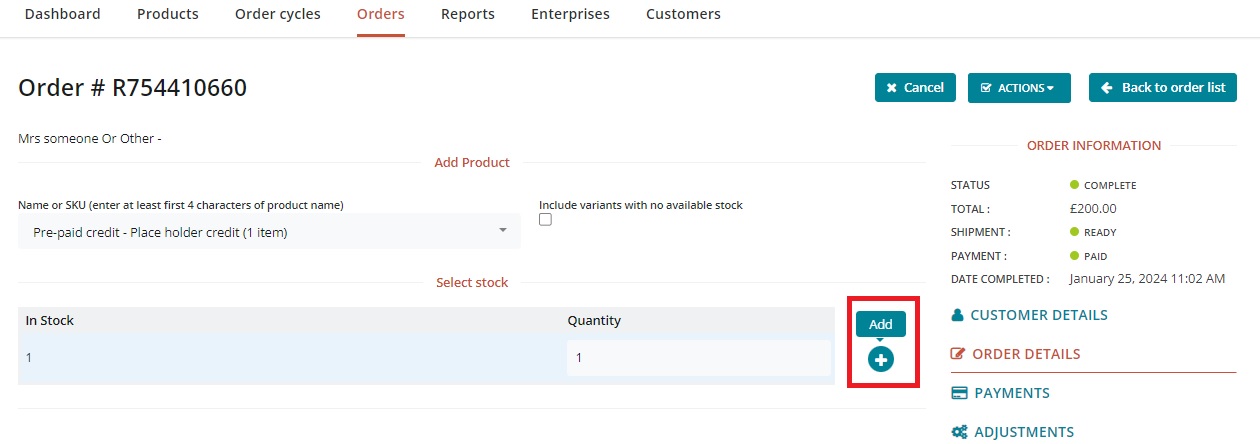 Dashboard Products Order cycles Orders Reports Enterprises Customers
Order # R754410660
Cancel ACTIONS Back to order list
Mrs someone Or Other -
Add Product
Name or SKU (enter at least first 4 characters of product name)
Include variants with no available stock
Pre-paid credit - Place holder credit (1 item)
Select stock
In Stock Quantity
1 1
Add
ORDER INFORMATION
STATUS COMPLETE
TOTAL : £200.00
SHIPMENT : READY
PAYMENT : PAID
DATE COMPLETED : January 25, 2024 11:02 AM
CUSTOMER DETAILS
ORDER DETAILS
PAYMENTS
ADJUSTMENTS